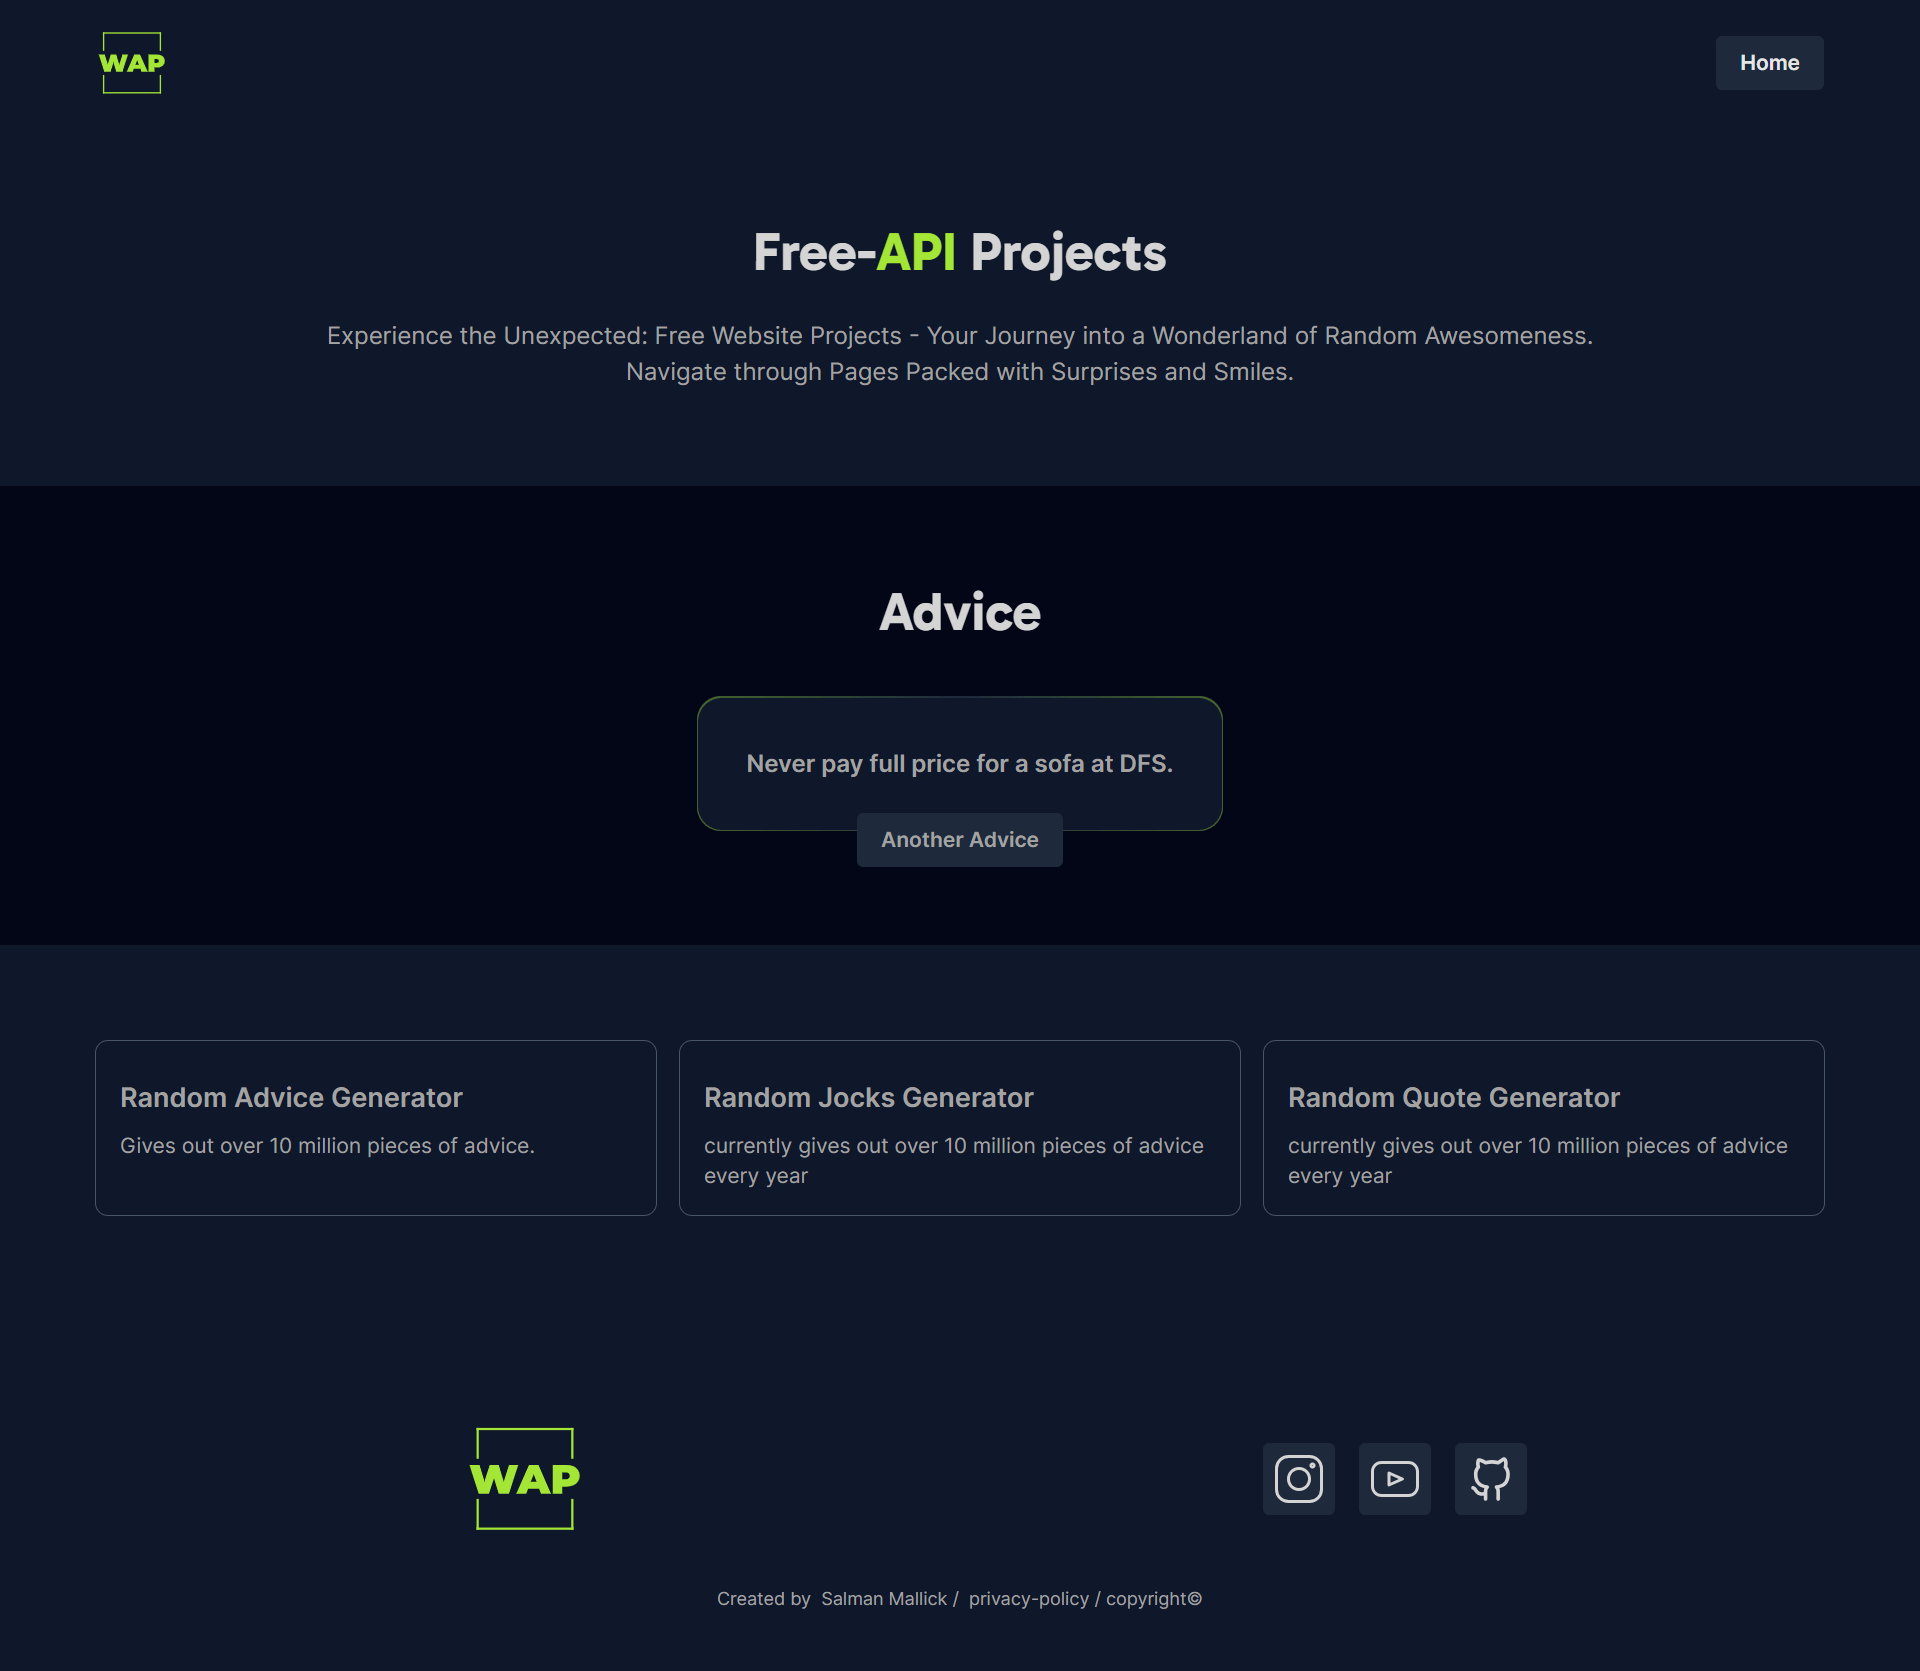 WAP
Home
Free-API Projects
Experience the Unexpected: Free Website Projects - Your Journey into a Wonderland of Random Awesomeness.
Navigate through Pages Packed with Surprises and Smiles.
Advice
Never pay full price for a sofa at DFS.
Another Advice
Random Advice Generator
Gives out over 10 million pieces of advice.
Random Jocks Generator
currently gives out over 10 million pieces of advice
every year
Random Quote Generator
currently gives out over 10 million pieces of advice
every year
WAP
Created by Salman Mallick / privacy-policy / copyright©